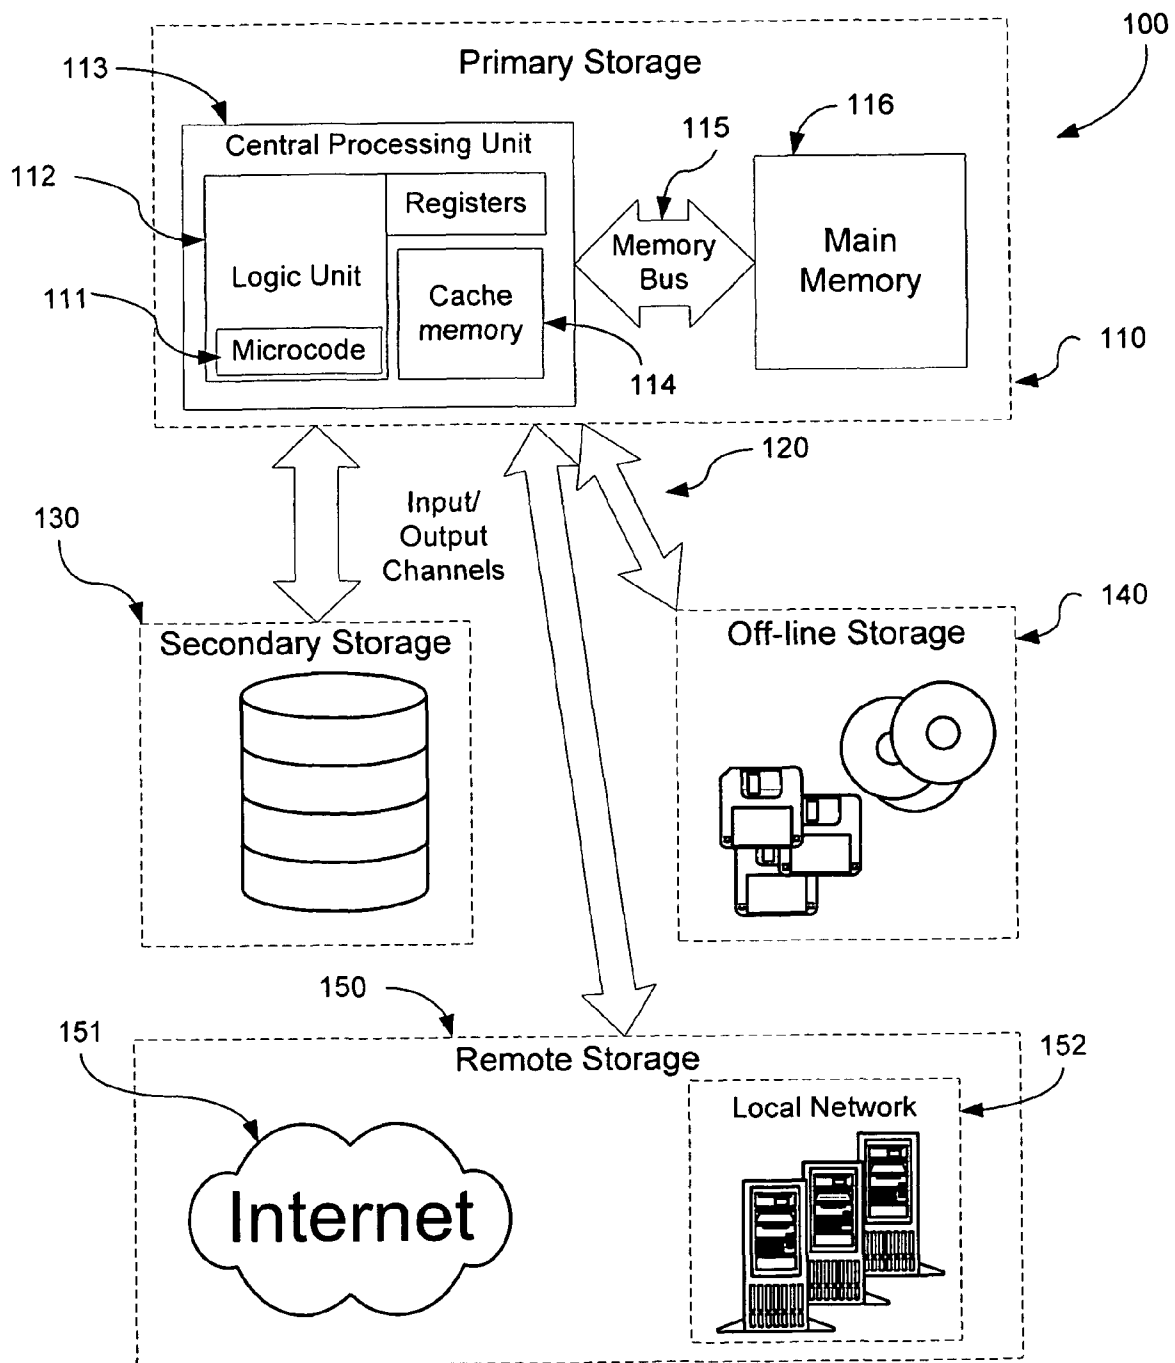 100
Primary Storage
113
116
115
Central Processing Unit
112
Registers
Memory
Bus
Main
Memory
Logic Unit
Cache
memory
111
Microcode
114
110
120
Input/
Output
Channels
130
140
Secondary Storage
Off-line Storage
150
151
Remote Storage
152
Local Network
Internet